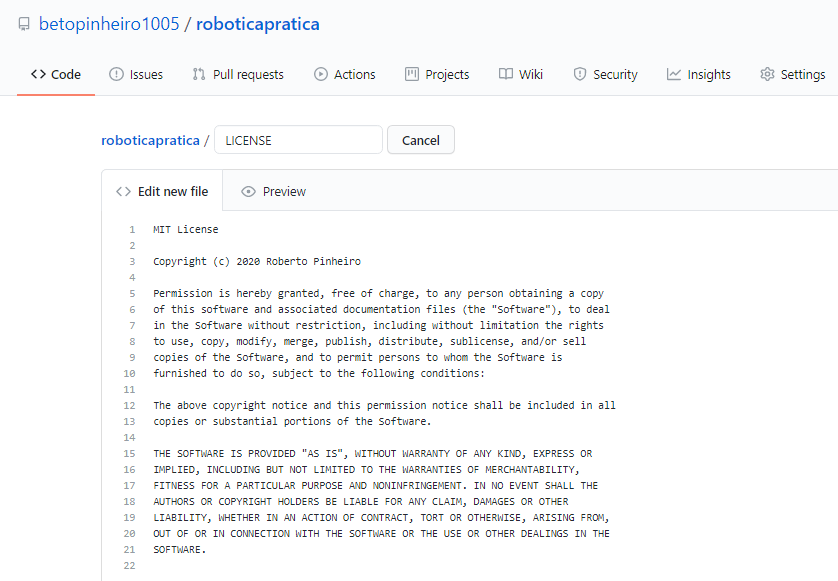 betopinheiro1005 / roboticapratica
Code Issues Pull requests Actions Projects Wiki Security Insights Settings
roboticapratica / LICENSE Cancel
Edit new file Preview
1 MIT License
2
3 Copyright (c) 2020 Roberto Pinheiro
4
5 Permission is hereby granted, free of charge, to any person obtaining a copy
6 of this software and associated documentation files (the "Software"), to deal
7 in the Software without restriction, including without limitation the rights
8 to use, copy, modify, merge, publish, distribute, sublicense, and/or sell
9 copies of the Software, and to permit persons to whom the Software is
10 furnished to do so, subject to the following conditions:
11
12 The above copyright notice and this permission notice shall be included in all
13 copies or substantial portions of the Software.
14
15 THE SOFTWARE IS PROVIDED "AS IS", WITHOUT WARRANTY OF ANY KIND, EXPRESS OR
16 IMPLIED, INCLUDING BUT NOT LIMITED TO THE WARRANTIES OF MERCHANTABILITY,
17 FITNESS FOR A PARTICULAR PURPOSE AND NONINFRINGEMENT. IN NO EVENT SHALL THE
18 AUTHORS OR COPYRIGHT HOLDERS BE LIABLE FOR ANY CLAIM, DAMAGES OR OTHER
19 LIABILITY, WHETHER IN AN ACTION OF CONTRACT, TORT OR OTHERWISE, ARISING FROM,
20 OUT OF OR IN CONNECTION WITH THE SOFTWARE OR THE USE OR OTHER DEALINGS IN THE
21 SOFTWARE.
22